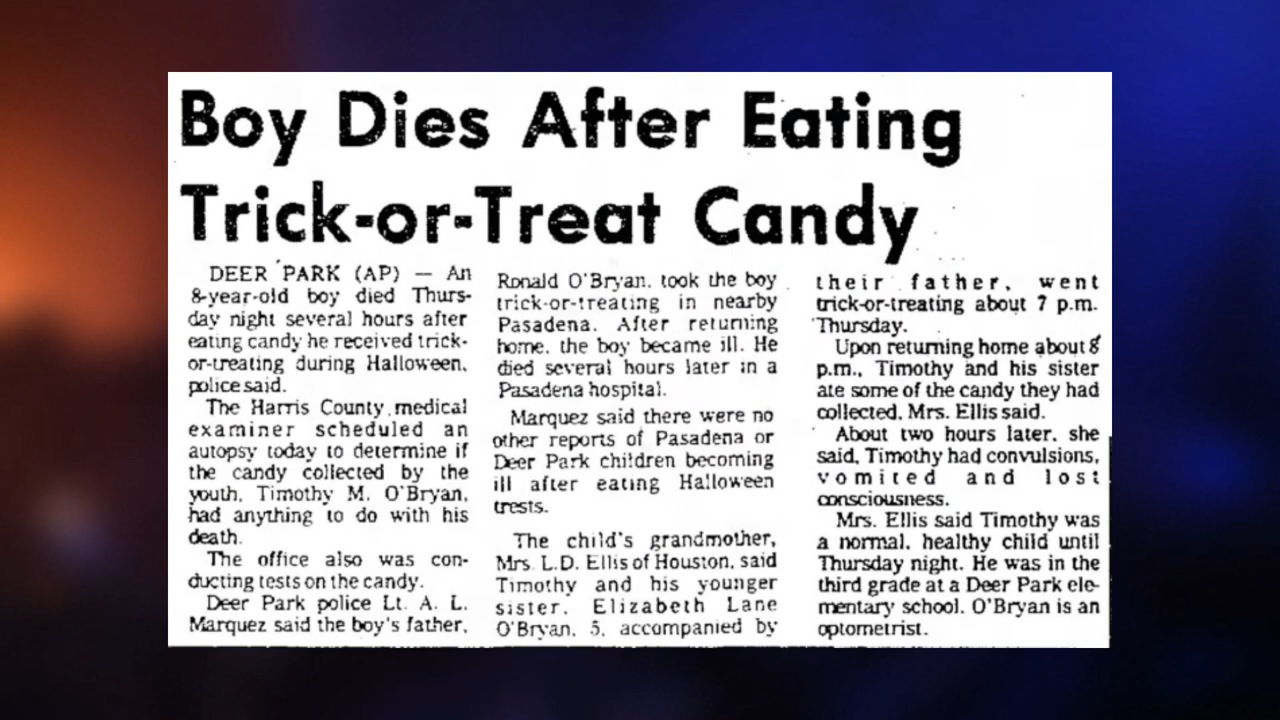 Boy Dies After Eating
Trick-or-Treat Candy
DEER PARK (AP) — An
8-year-old boy died Thurs-
day night several hours after
eating candy he received trick-
or-treating during Halloween,
police said.
The Harris County medical
examiner scheduled an
autopsy today to determine if
the candy collected by the
youth, Timothy M. O'Bryan,
had anything to do with his
death.
The office also was con-
ducting tests on the candy.
Deer Park police Lt. A. L.
Marquez said the boy's father,
Ronald O'Bryan, took the boy
trick-or-treating in nearby
Pasadena. After returning
home, the boy became ill. He
died several hours later in a
Pasadena hospital.
Marquez said there were no
other reports of Pasadena or
Deer Park children becoming
ill after eating Halloween
trests.
The child's grandmother,
Mrs. L.D. Ellis of Houston, said
Timothy and his younger
sister, Elizabeth Lane
O'Bryan, 5, accompanied by
their father, went
trick-or-treating about 7 p.m.
Thursday.
Upon returning home about 8
p.m., Timothy and his sister
ate some of the candy they had
collected, Mrs. Ellis said.
About two hours later, she
said, Timothy had convulsions,
vomited and lost
consciousness.
Mrs. Ellis said Timothy was
a normal, healthy child until
Thursday night. He was in the
third grade at a Deer Park ele-
mentary school. O'Bryan is an
optometrist.